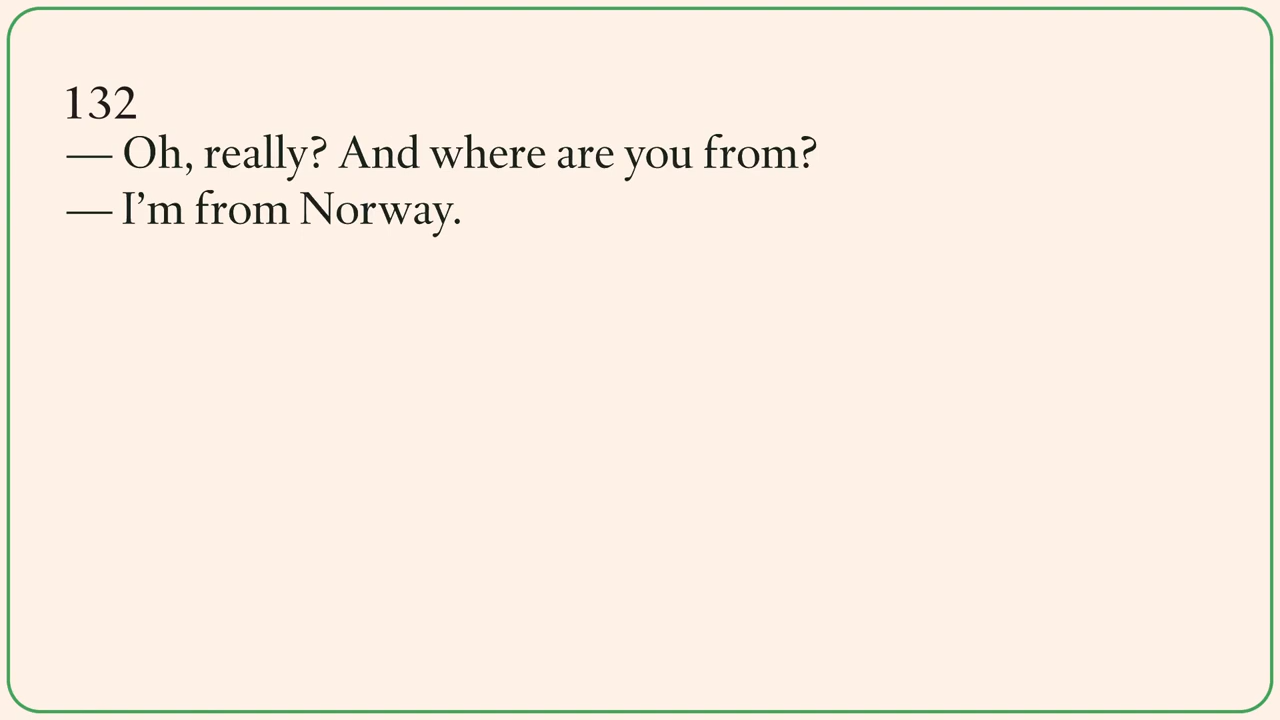 132
— Oh, really? And where are you from?
— I’m from Norway.